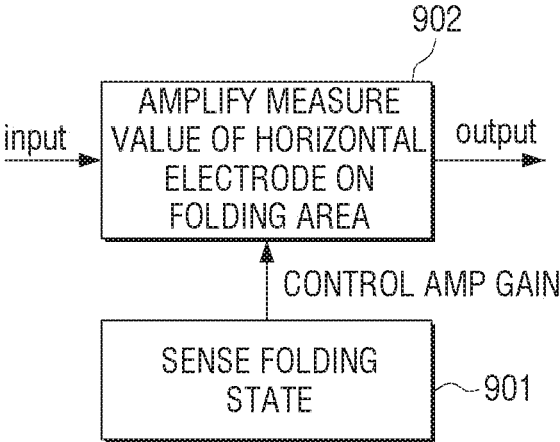 902
AMPLIFY MEASURE
input
VALUE OF HORIZONTAL
output
ELECTRODE ON
FOLDING AREA
CONTROL AMP GAIN
SENSE FOLDING
STATE
901